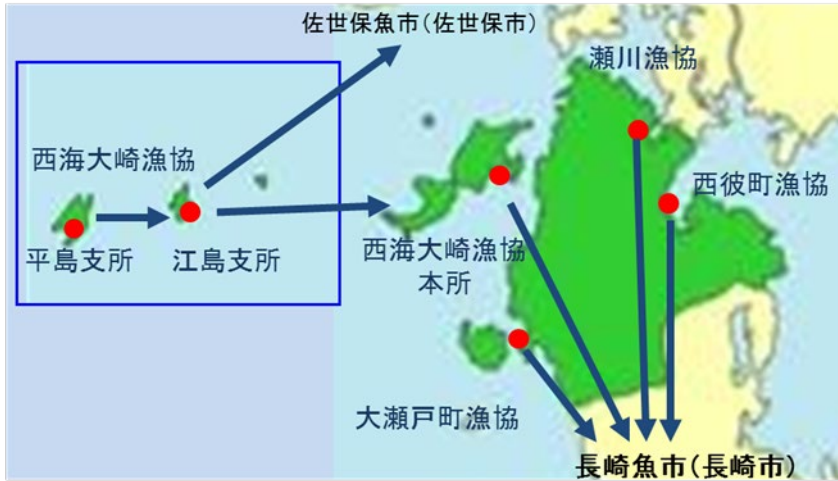 佐世保魚市(佐世保市)
瀬川漁協
西海大崎漁協
西彼町漁協
平島支所
江島支所
西海大崎漁協
本所
大瀬戸町漁協
長崎魚市(長崎市)